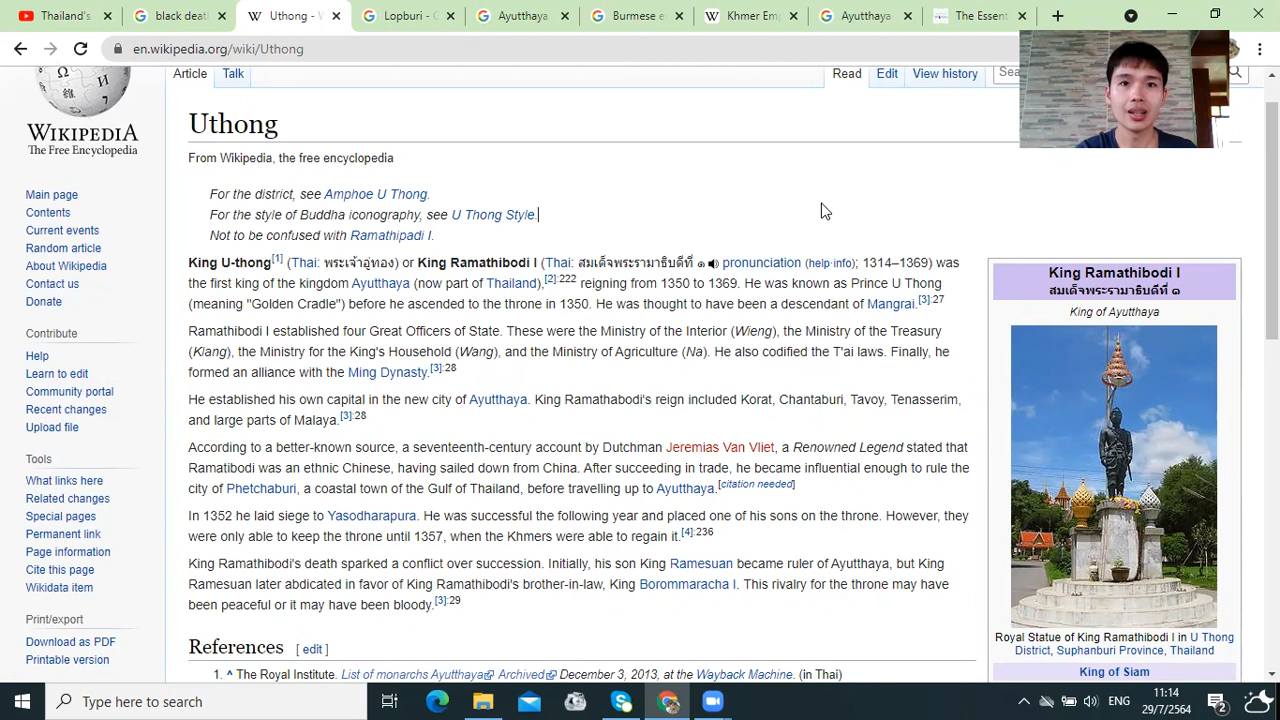 Thailand's
black deat
Uthong - W
Lopburi - G
Ayutthaya
Burmese e
Khmer Emp
Ayutthaya
The Essent
en.wikipedia.org/wiki/Uthong
Article Talk Read Edit View history Sea
WIKIPEDIA
The Free Encyclopedia
Main page
Contents
Current events
Random article
About Wikipedia
Contact us
Donate
Contribute
Help
Learn to edit
Community portal
Recent changes
Upload file
Tools
What links here
Related changes
Special pages
Permanent link
Page information
Cite this page
Wikidata item
Print/export
Download as PDF
Printable version
Uthong
From Wikipedia, the free encyclopedia
For the district, see Amphoe U Thong.
For the style of Buddha iconography, see U Thong Style.
Not to be confused with Ramathipadi I.
King U-thong[1] (Thai: พระเจ้าอู่ทอง) or King Ramathibodi I (Thai: สมเด็จพระรามาธิบดีที่ ๑ pronunciation (help·info); 1314–1369) was
the first king of the kingdom Ayutthaya (now part of Thailand),[2]:222 reigning from 1350 to 1369. He was known as Prince U Thong
(meaning "Golden Cradle") before he ascended to the throne in 1350. He was thought to have been a descendant of Mangrai.[3]:27
Ramathibodi I established four Great Officers of State. These were the Ministry of the Interior (Wieng), the Ministry of the Treasury
(Klang), the Ministry for the King's Household (Wang), and the Ministry of Agriculture (Na). He also codified the T'ai laws. Finally, he
formed an alliance with the Ming Dynasty.[3]:28
He established his own capital in the new city of Ayutthaya. King Ramathabodi's reign included Korat, Chantaburi, Tavoy, Tenasserim,
and large parts of Malaya.[3]:28
According to a better-known source, a seventeenth-century account by Dutchman Jeremias Van Vliet, a Renowned Legend stated that
Ramatibodi was an ethnic Chinese, having sailed down from China. After succeeding in trade, he became influential enough to rule the
city of Phetchaburi, a coastal town of the Gulf of Thailand, before travelling up to Ayutthaya.[citation needed]
In 1352 he laid siege to Yasodharapura. He was successful the following year and placed one of his sons on the throne. However, they
were only able to keep the throne until 1357, when the Khmers were able to regain it.[4]:236
King Ramathibodi's death sparked a conflict over succession. Initially, his son King Ramesuan became ruler of Ayutthaya, but King
Ramesuan later abdicated in favor of King Ramathibodi's brother-in-law, King Borommaracha I. This rivalry for the throne may have
been peaceful or it may have been bloody.[3]:29
References [ edit ]
1. ^ The Royal Institute. List of monarchs Ayutthaya Archived December 3, 2013, at the Wayback Machine. (in Thai)
King Ramathibodi I
สมเด็จพระรามาธิบดีที่ ๑
King of Ayutthaya
Royal Statue of King Ramathibodi I in U Thong
District, Suphanburi Province, Thailand
King of Siam
Type here to search
ENG
11:14
29/7/2564
2